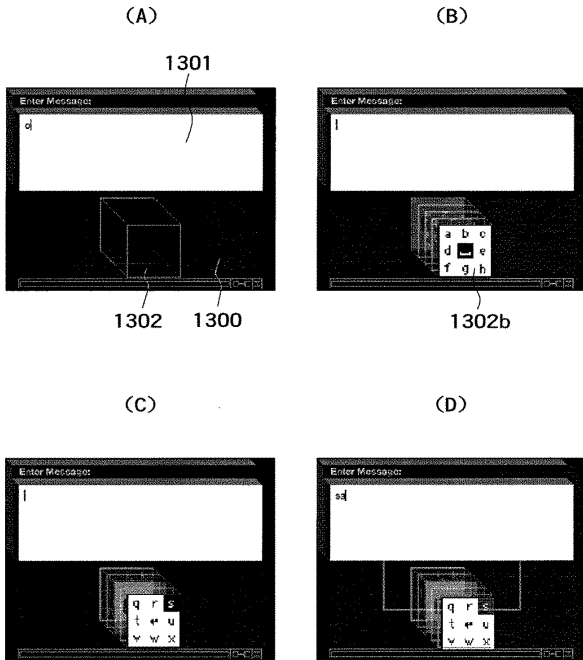 (A)
(B)
1301
Enter Message:
o
1302
1300
Enter Message:
a b c
d e
f g h
1302b
(C)
(D)
Enter Message:
q r s
t e u
v w x
Enter Message:
sa
q r s
t e u
v w x